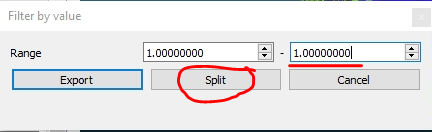 Filter by value
Range 1.00000000 - 1.00000000
Export Split Cancel